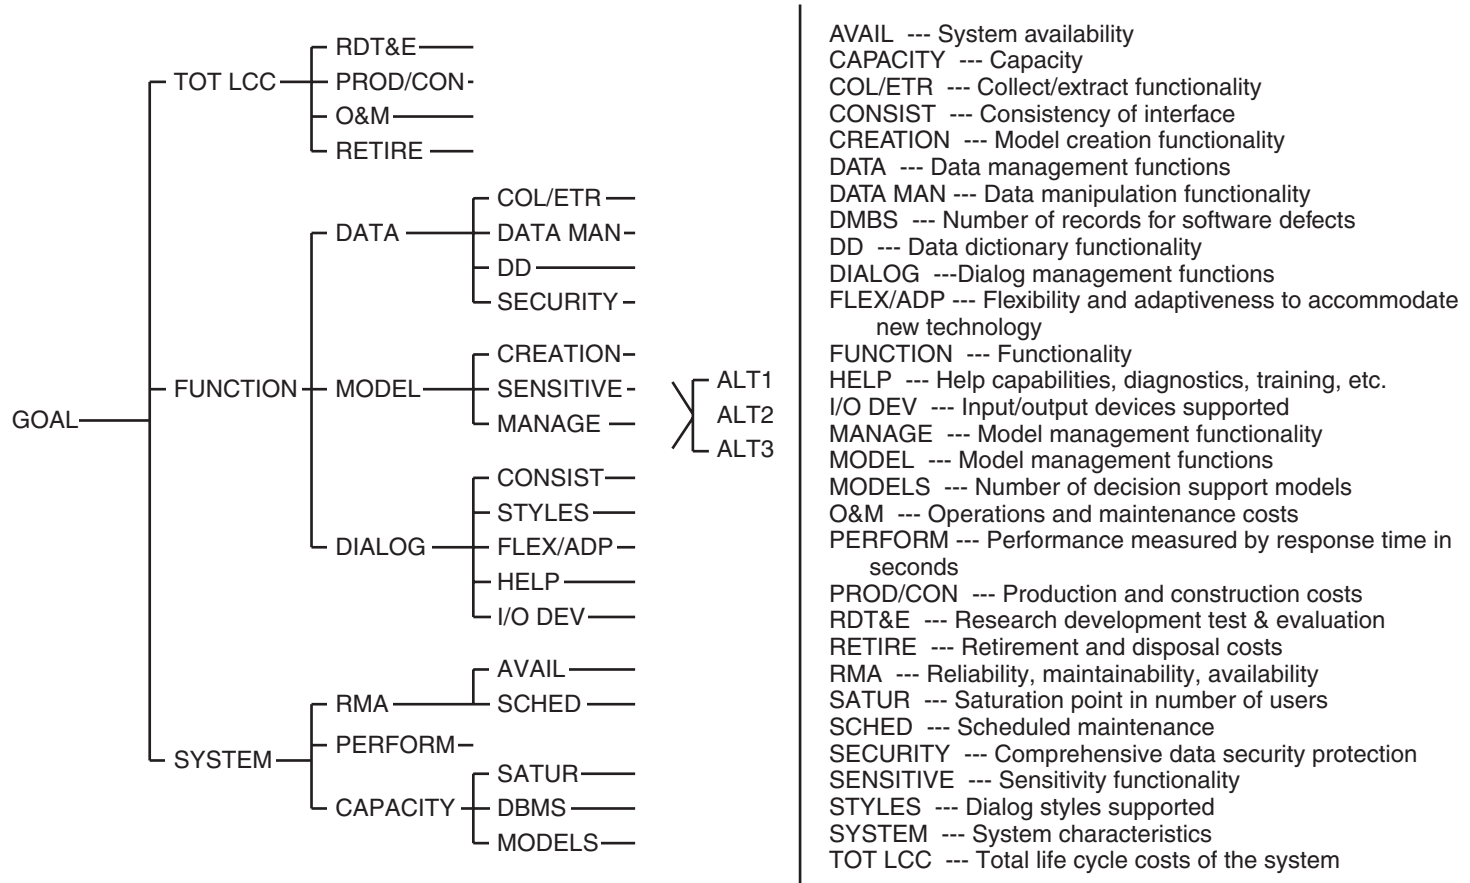 RDT&E
TOT LCC
PROD/CON
O&M
RETIRE
COL/ETR
DATA
DATA MAN
DD
SECURITY
CREATION
FUNCTION
MODEL
SENSITIVE
MANAGE
GOAL
ALT1
ALT2
ALT3
CONSIST
STYLES
DIALOG
FLEX/ADP
HELP
I/O DEV
AVAIL
RMA
SCHED
PERFORM
SYSTEM
SATUR
CAPACITY
DBMS
MODELS
AVAIL --- System availability
CAPACITY --- Capacity
COL/ETR --- Collect/extract functionality
CONSIST --- Consistency of interface
CREATION --- Model creation functionality
DATA --- Data management functions
DATA MAN --- Data manipulation functionality
DMBS --- Number of records for software defects
DD --- Data dictionary functionality
DIALOG ---Dialog management functions
FLEX/ADP --- Flexibility and adaptiveness to accommodate
new technology
FUNCTION --- Functionality
HELP --- Help capabilities, diagnostics, training, etc.
I/O DEV --- Input/output devices supported
MANAGE --- Model management functionality
MODEL --- Model management functions
MODELS --- Number of decision support models
O&M --- Operations and maintenance costs
PERFORM --- Performance measured by response time in
seconds
PROD/CON --- Production and construction costs
RDT&E --- Research development test & evaluation
RETIRE --- Retirement and disposal costs
RMA --- Reliability, maintainability, availability
SATUR --- Saturation point in number of users
SCHED --- Scheduled maintenance
SECURITY --- Comprehensive data security protection
SENSITIVE --- Sensitivity functionality
STYLES --- Dialog styles supported
SYSTEM --- System characteristics
TOT LCC --- Total life cycle costs of the system